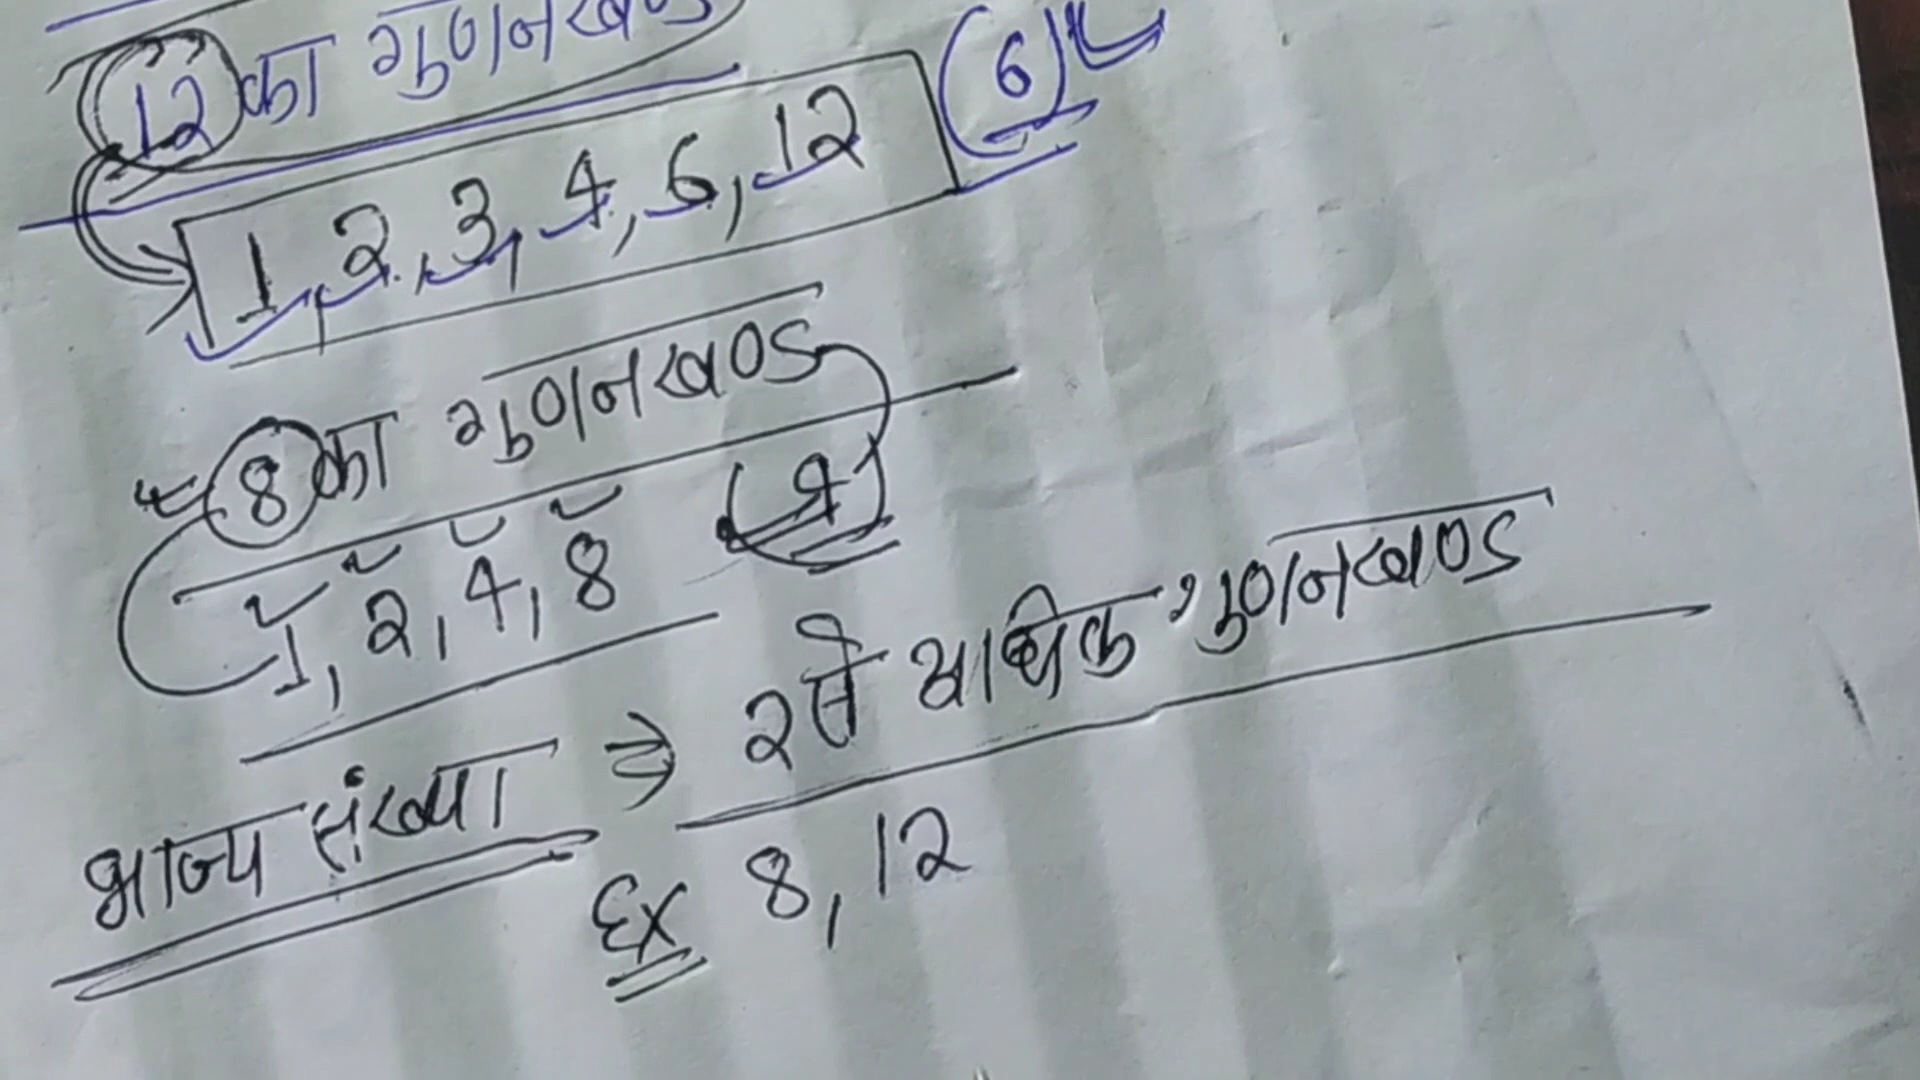 12 का गुणनखण्ड
1, 2, 3, 4, 6, 12 (6)
8 का गुणनखण्ड
1, 2, 4, 8 (4)
भाज्य संख्या ⇒ 2 से अधिक गुणनखण्ड
Ex 8, 12